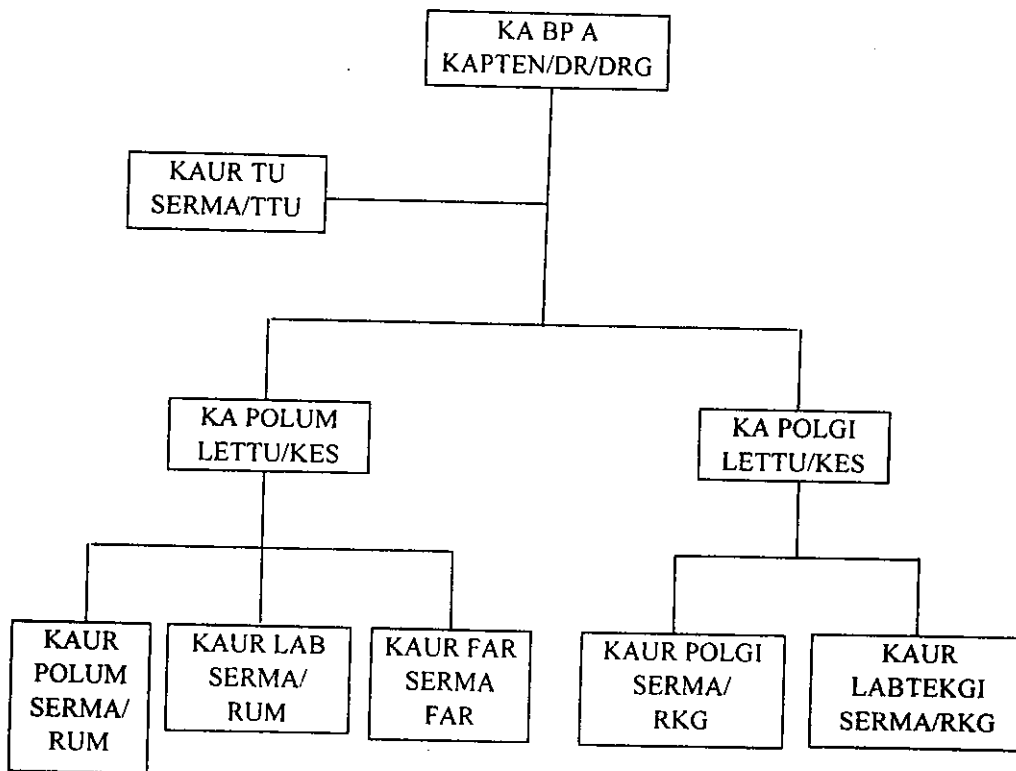 KA BP A
KAPTEN/DR/DRG
KAUR TU
SERMA/TTU
KA POLUM
LETTU/KES
KA POLGI
LETTU/KES
KAUR
POLUM
SERMA/
RUM
KAUR LAB
SERMA/
RUM
KAUR FAR
SERMA
FAR
KAUR POLGI
SERMA/
RKG
KAUR
LABTEKGI
SERMA/RKG